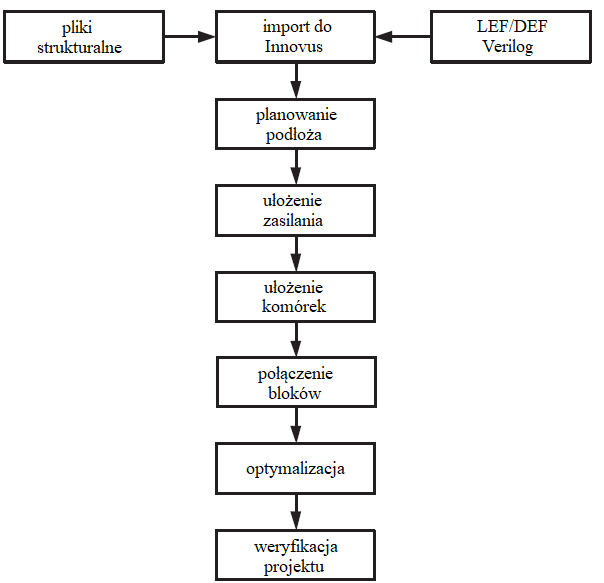 pliki
strukturalne
import do
Innovus
LEF/DEF
Verilog
planowanie
podłoża
ułożenie
zasilania
ułożenie
komórek
połączenie
bloków
optymalizacja
weryfikacja
projektu